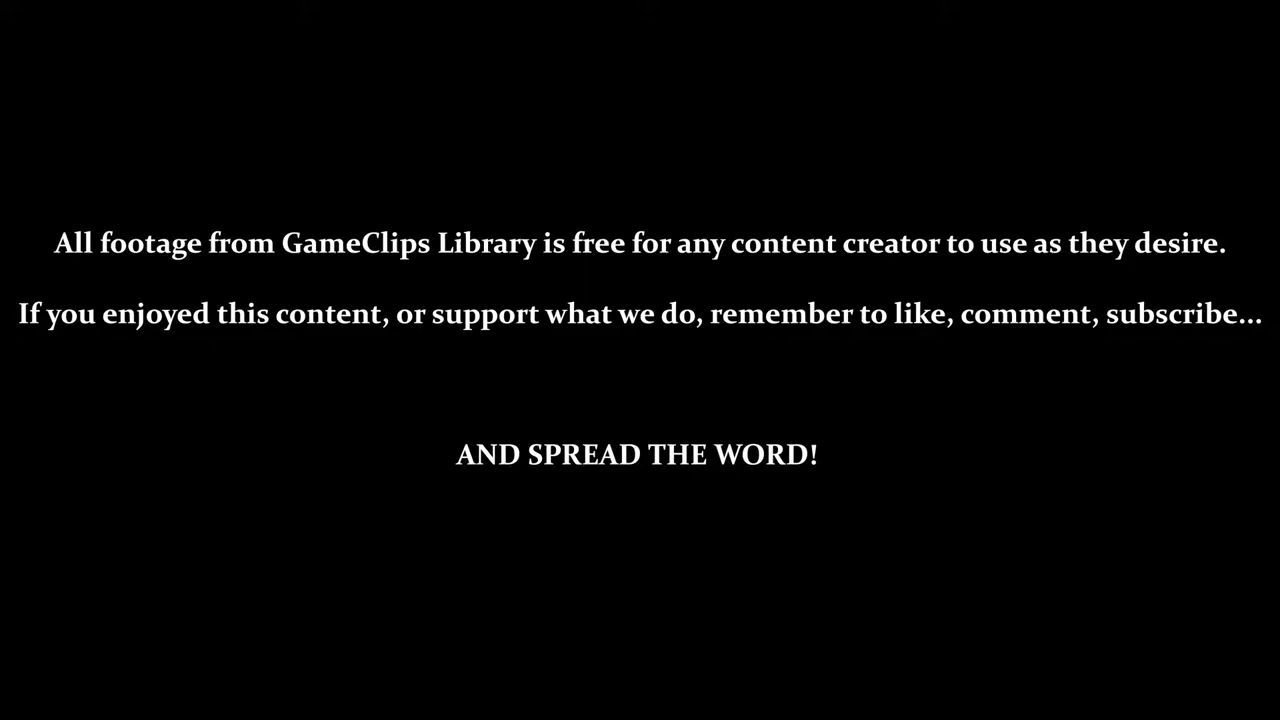 All footage from GameClips Library is free for any content creator to use as they desire.
If you enjoyed this content, or support what we do, remember to like, comment, subscribe...
AND SPREAD THE WORD!